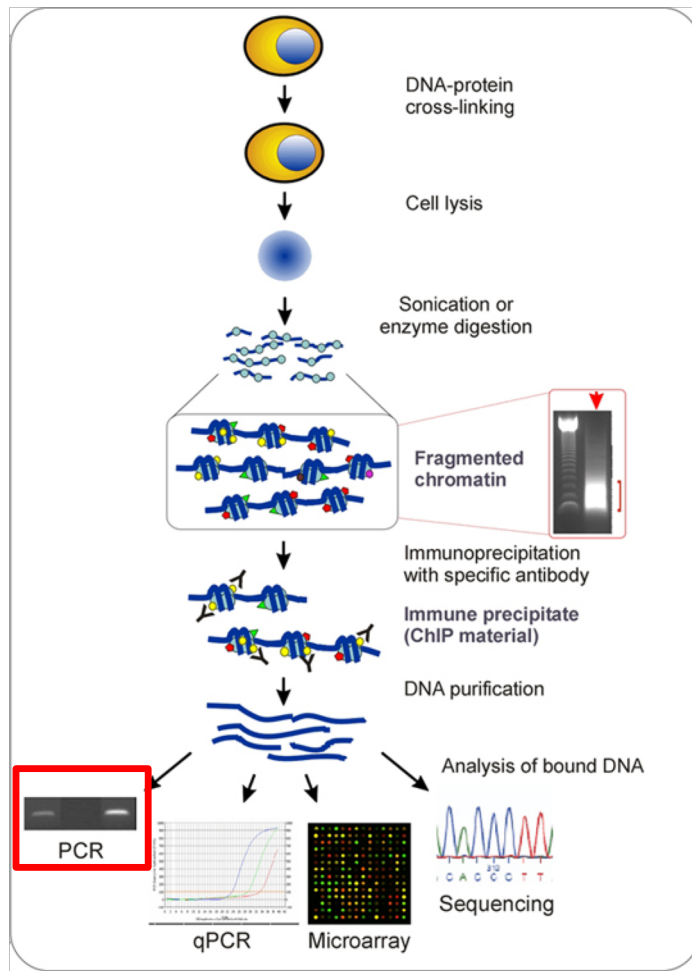 DNA-protein
cross-linking
Cell lysis
Sonication or
enzyme digestion
Fragmented
chromatin
Immunoprecipitation
with specific antibody
Immune precipitate
(ChIP material)
DNA purification
Analysis of bound DNA
PCR
qPCR
Microarray
Sequencing